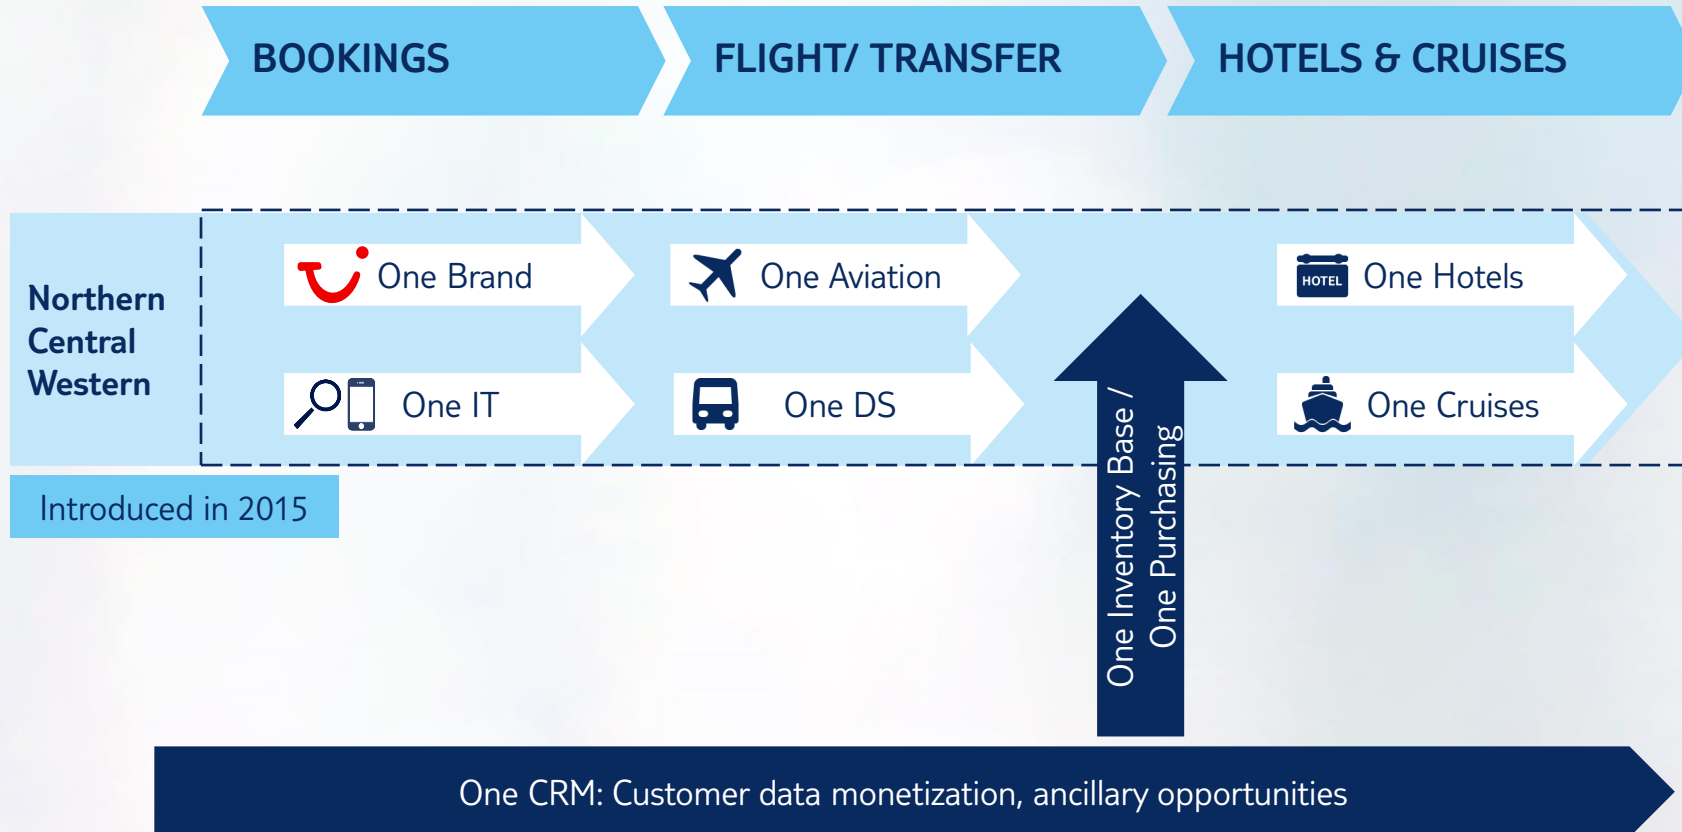 BOOKINGS
FLIGHT/ TRANSFER
HOTELS & CRUISES
Northern
Central
Western
One Brand
One Aviation
HOTEL
One Hotels
One IT
One DS
One Cruises
Introduced in 2015
One Inventory Base /
One Purchasing
One CRM: Customer data monetization, ancillary opportunities